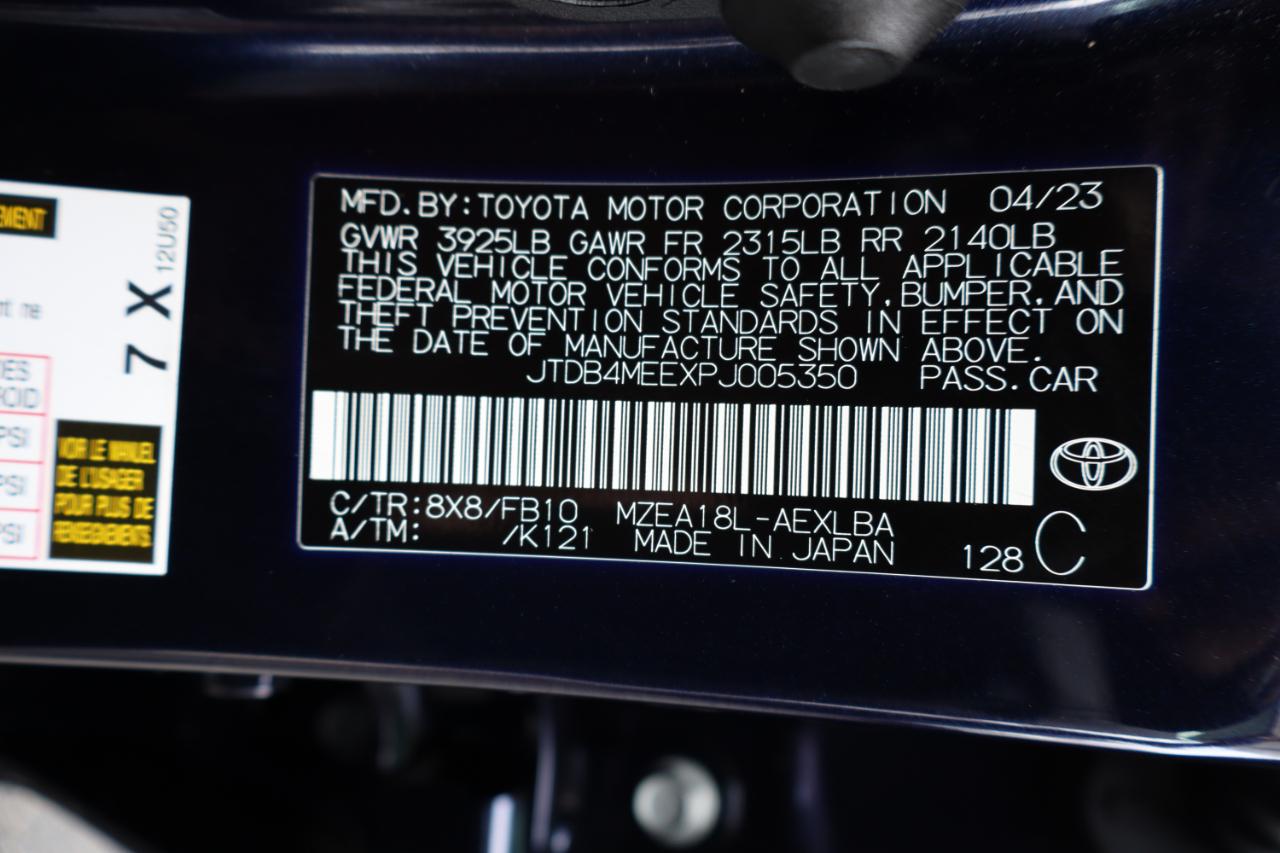 MFD.BY:TOYOTA MOTOR CORPORATION 04/23
GVWR 3925LB GAWR FR 2315LB RR 2140LB
THIS VEHICLE CONFORMS TO ALL APPLICABLE
FEDERAL MOTOR VEHICLE SAFETY,BUMPER,AND
THEFT PREVENTION STANDARDS IN EFFECT ON
THE DATE OF MANUFACTURE SHOWN ABOVE.
JTDB4MEEXPJ005350 PASS.CAR
C/TR:8X8/FB10 MZEA18L-AEXLBA
A/TM: /K121 MADE IN JAPAN
128 C
7 X 12U50
ne
PSI
PSI
PSI
VOIR LE MANUEL
DE L'USAGER
POUR PLUS DE
RENSEIGNEMENTS